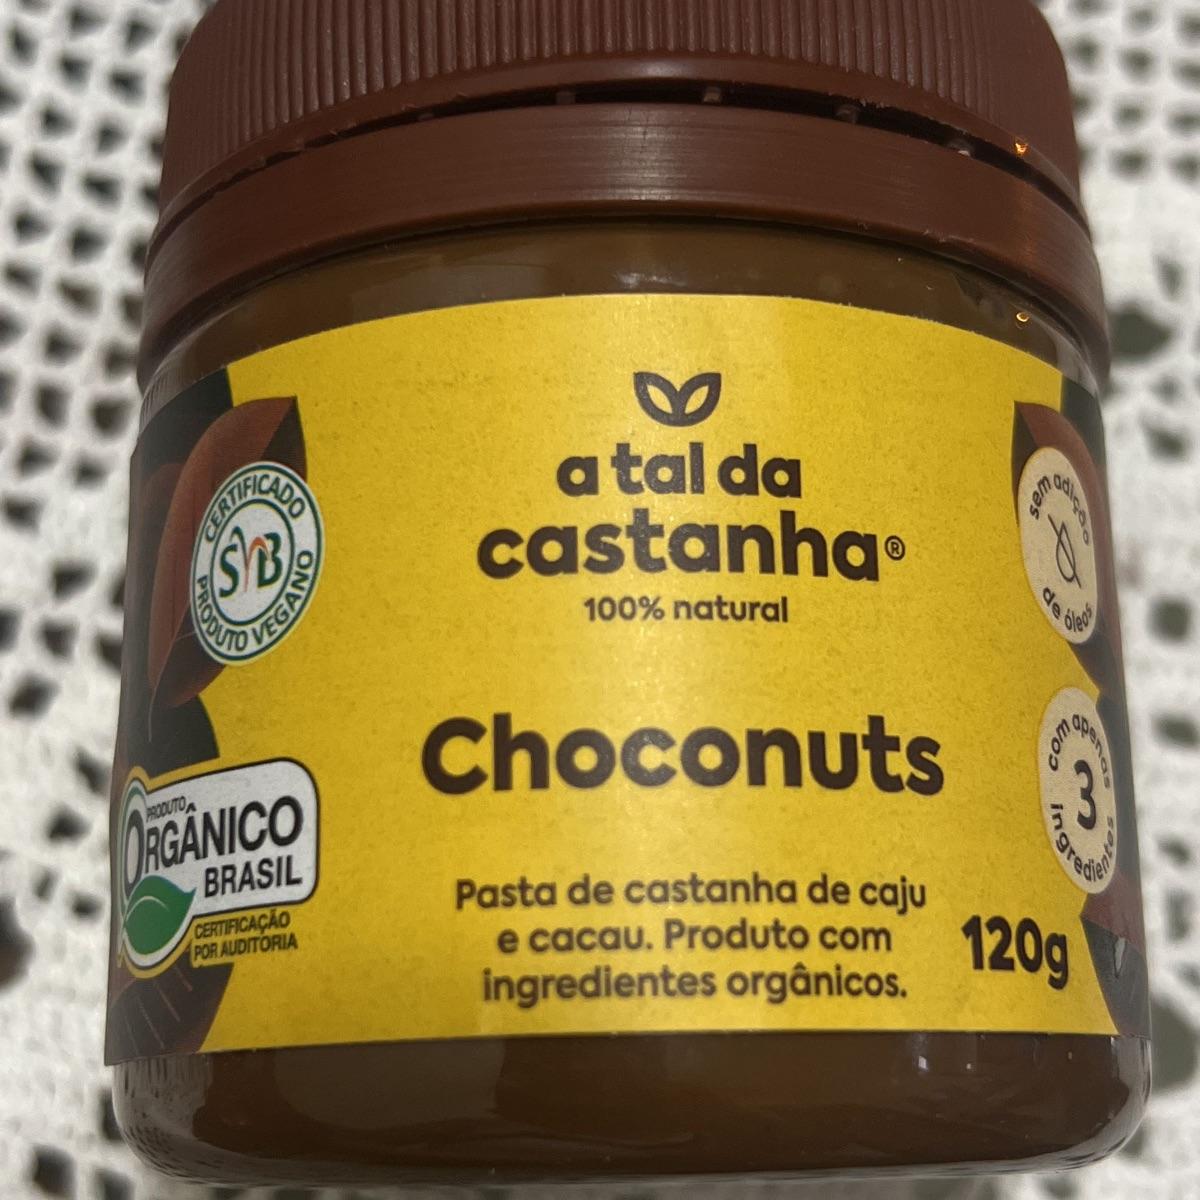 a tal da
castanha®
100% natural
CERTIFICADO
SVB
PRODUTO VEGANO
sem adição
de óleos
Choconuts
com apenas
3
ingredientes
PRODUTO
ORGÂNICO
BRASIL
CERTIFICAÇÃO
POR AUDITORIA
Pasta de castanha de caju
e cacau. Produto com
ingredientes orgânicos.
120g